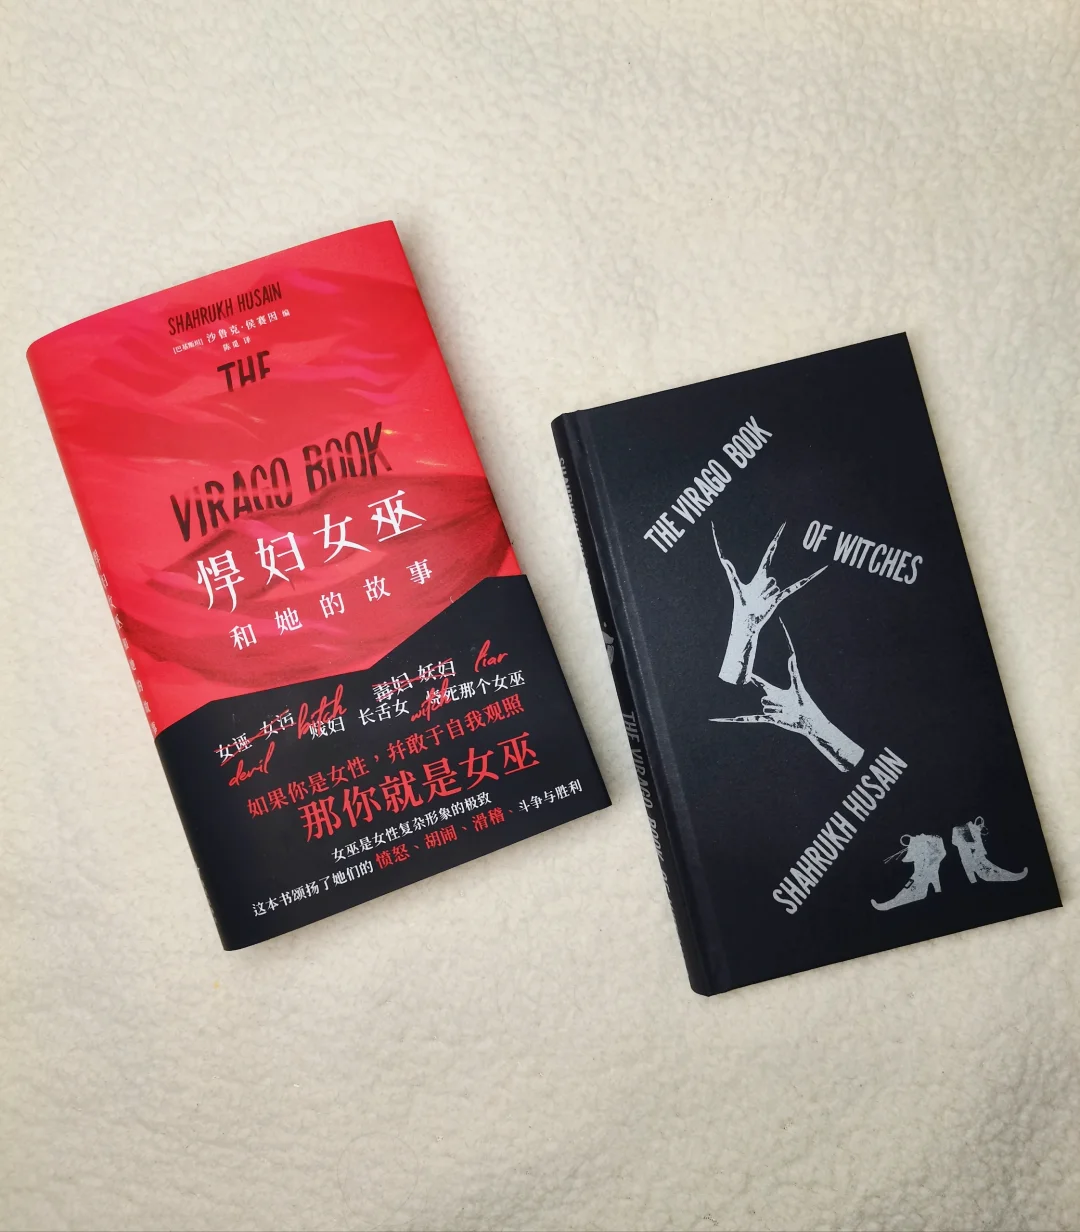 SHAHRUKH HUSAIN
[巴基斯坦] 沙鲁克·侯赛因 编
译
THE
VIRAGO BOOK
悍妇女巫
和她的故事
毒妇 妖妇 liar
女诬 女污 bitch 贱妇 长舌女 witch 烧死那个女巫
devil
如果你是女性，并敢于自我观照
那你就是女巫
女巫是女性复杂形象的极致
这本书颂扬了她们的愤怒、胡闹、滑稽、斗争与胜利
THE VIRAGO BOOK
OF WITCHES
SHAHRUKH HUSAIN
THE VIRAGO BOOK OF